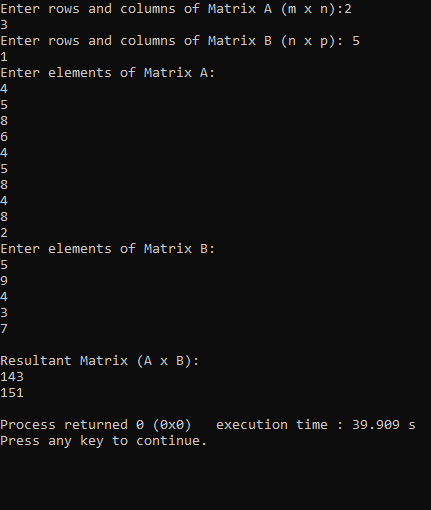 Enter rows and columns of Matrix A (m x n):2
3
Enter rows and columns of Matrix B (n x p): 5
1
Enter elements of Matrix A:
4
5
8
6
4
5
8
4
8
2
Enter elements of Matrix B:
5
9
4
3
7

Resultant Matrix (A x B):
143
151

Process returned 0 (0x0)   execution time : 39.909 s
Press any key to continue.